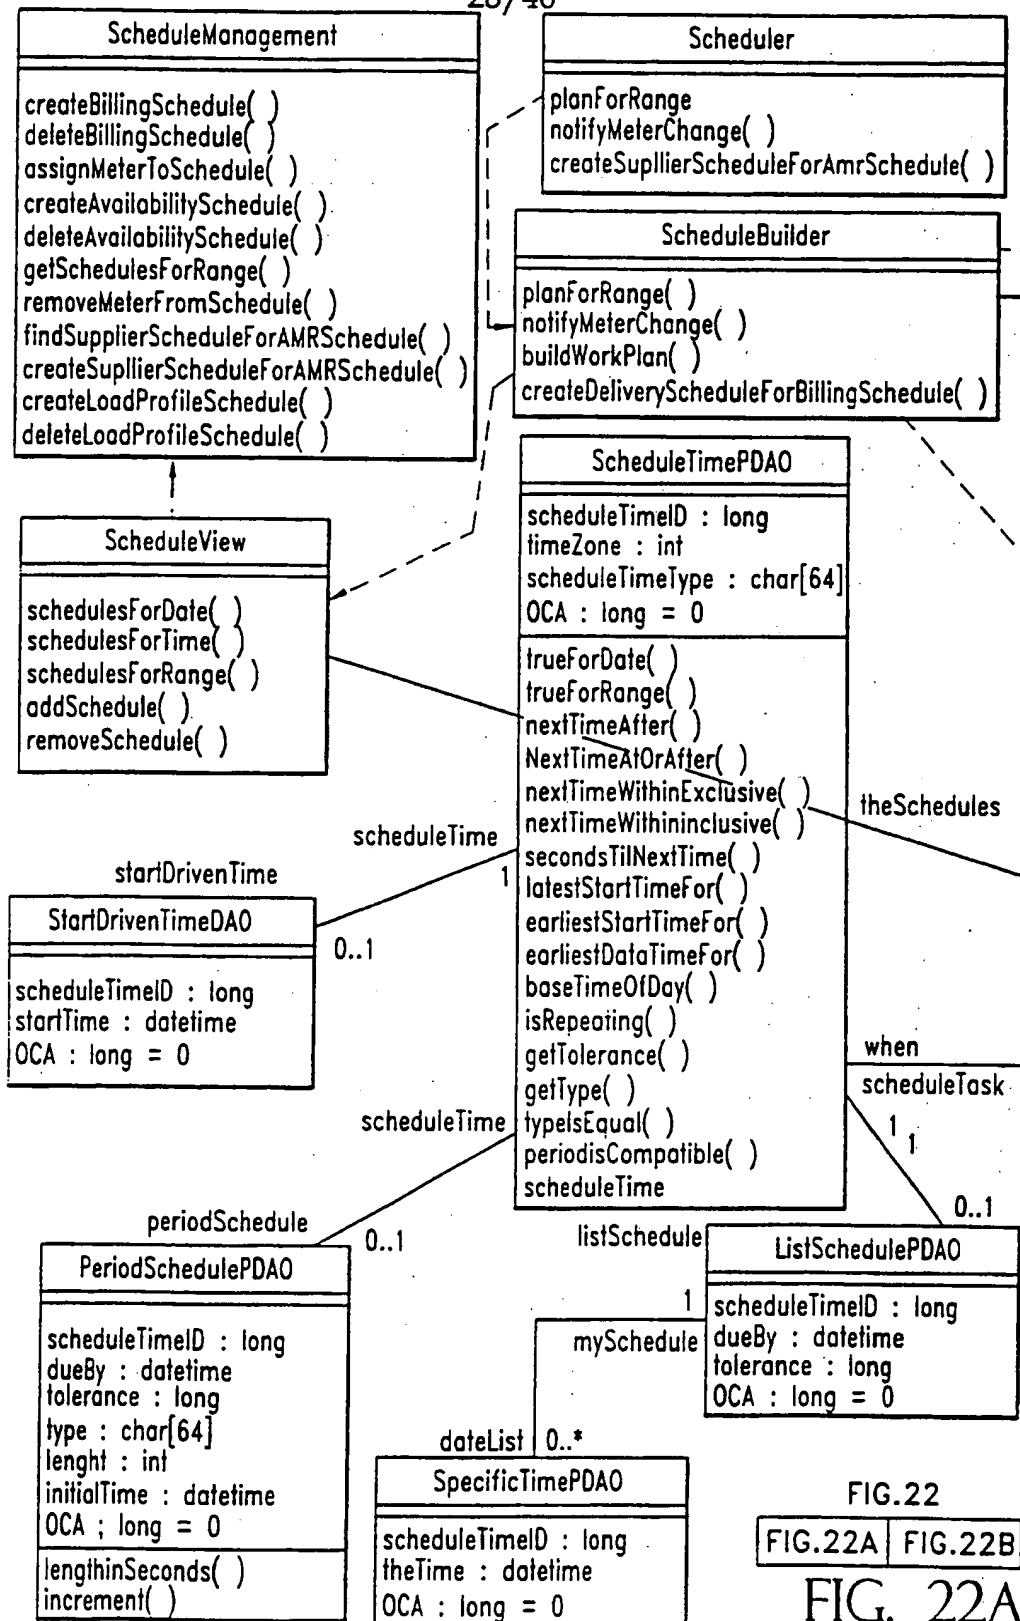 28/40
ScheduleManagement
createBillingSchedule( )
deleteBillingSchedule( )
assignMeterToSchedule( )
createAvailabilitySchedule( )
deleteAvailabilitySchedule( )
getSchedulesForRange( )
removeMeterFromSchedule( )
findSupplierScheduleForAMRSchedule( )
createSupllierScheduleForAMRSchedule( )
createLoadProfileSchedule( )
deleteLoadProfileSchedule( )
Scheduler
planForRange
notifyMeterChange( )
createSupllierScheduleForAmrSchedule( )
ScheduleBuilder
planForRange( )
notifyMeterChange( )
buildWorkPlan( )
createDeliveryScheduleForBillingSchedule( )
ScheduleView
schedulesForDate( )
schedulesForTime( )
schedulesForRange( )
addSchedule( )
removeSchedule( )
ScheduleTimePDAO
scheduleTimeID : long
timeZone : int
scheduleTimeType : char[64]
OCA : long = 0
trueForDate( )
trueForRange( )
nextTimeAfter( )
NextTimeAtOrAfter( )
nextTimeWithinExclusive( )
nextTimeWithininclusive( )
secondsTilNextTime( )
latestStartTimeFor( )
earliestStartTimeFor( )
earliestDataTimeFor( )
baseTimeOfDay( )
isRepeating( )
getTolerance( )
getType( )
typeIsEqual( )
periodisCompatible( )
scheduleTime
theSchedules
scheduleTime
1
startDrivenTime
0..1
StartDrivenTimeDAO
scheduleTimeID : long
startTime : datetime
OCA : long = 0
when
scheduleTask
1
1
0..1
scheduleTime
periodSchedule
0..1
PeriodSchedulePDAO
scheduleTimeID : long
dueBy : datetime
tolerance : long
type : char[64]
lenght : int
initialTime : datetime
OCA ; long = 0
lengthinSeconds( )
increment( )
listSchedule
ListSchedulePDAO
scheduleTimeID : long
dueBy : datetime
tolerance : long
OCA : long = 0
1
mySchedule
dateList
0..*
SpecificTimePDAO
scheduleTimeID : long
theTime : datetime
OCA : long = 0
FIG.22
FIG.22A FIG.22B
FIG. 22A